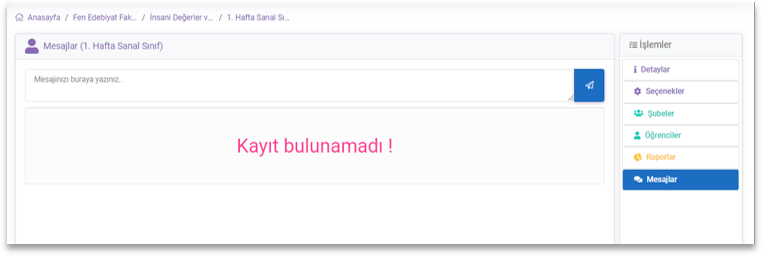 Anasayfa / Fen Edebiyat Fak... / İnsani Değerler v... / 1. Hafta Sanal Sı...
Mesajlar (1. Hafta Sanal Sınıf)
Mesajınızı buraya yazınız..
Kayıt bulunamadı !
İşlemler
Detaylar
Seçenekler
Şubeler
Öğrenciler
Raporlar
Mesajlar